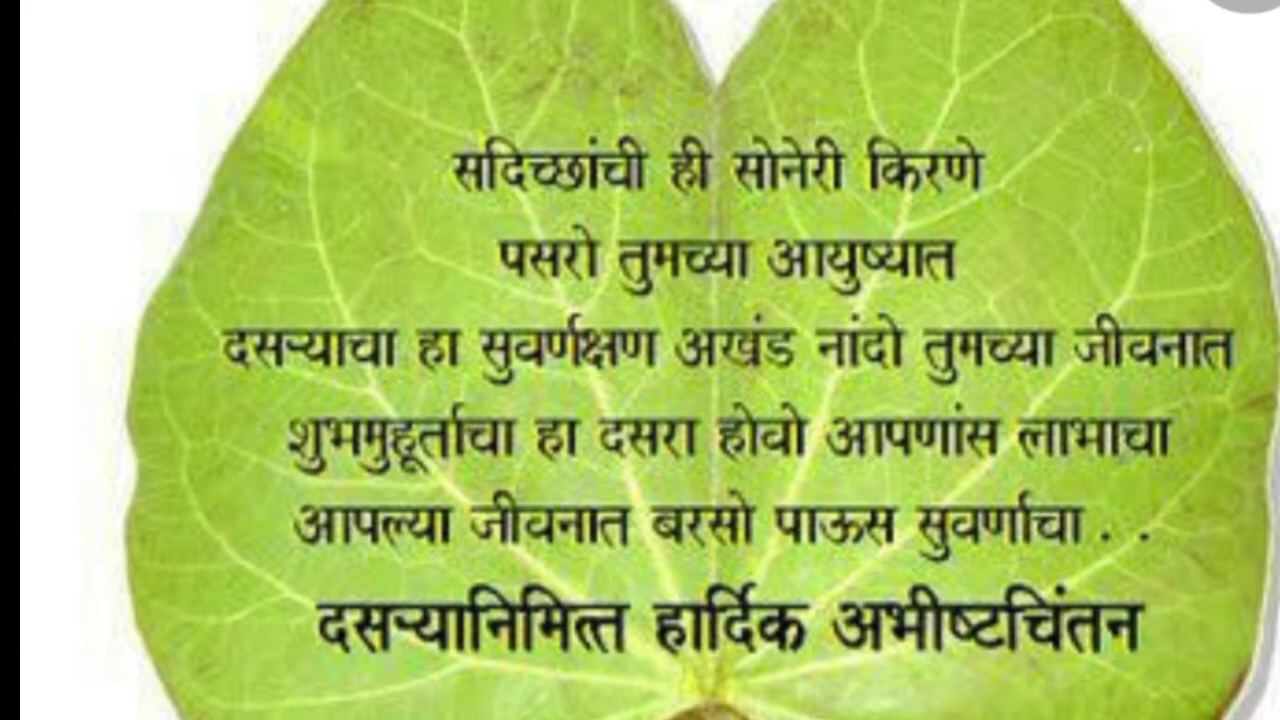 सदिच्छांची ही सोनेरी किरणे
पसरो तुमच्या आयुष्यात
दसऱ्याचा हा सुवर्णक्षण अखंड नांदो तुमच्या जीवनात
शुभमुहूर्ताचा हा दसरा होवो आपणांस लाभाचा
आपल्या जीवनात बरसो पाऊस सुवर्णाचा . .
दसऱ्यानिमित्त हार्दिक अभीष्टचिंतन